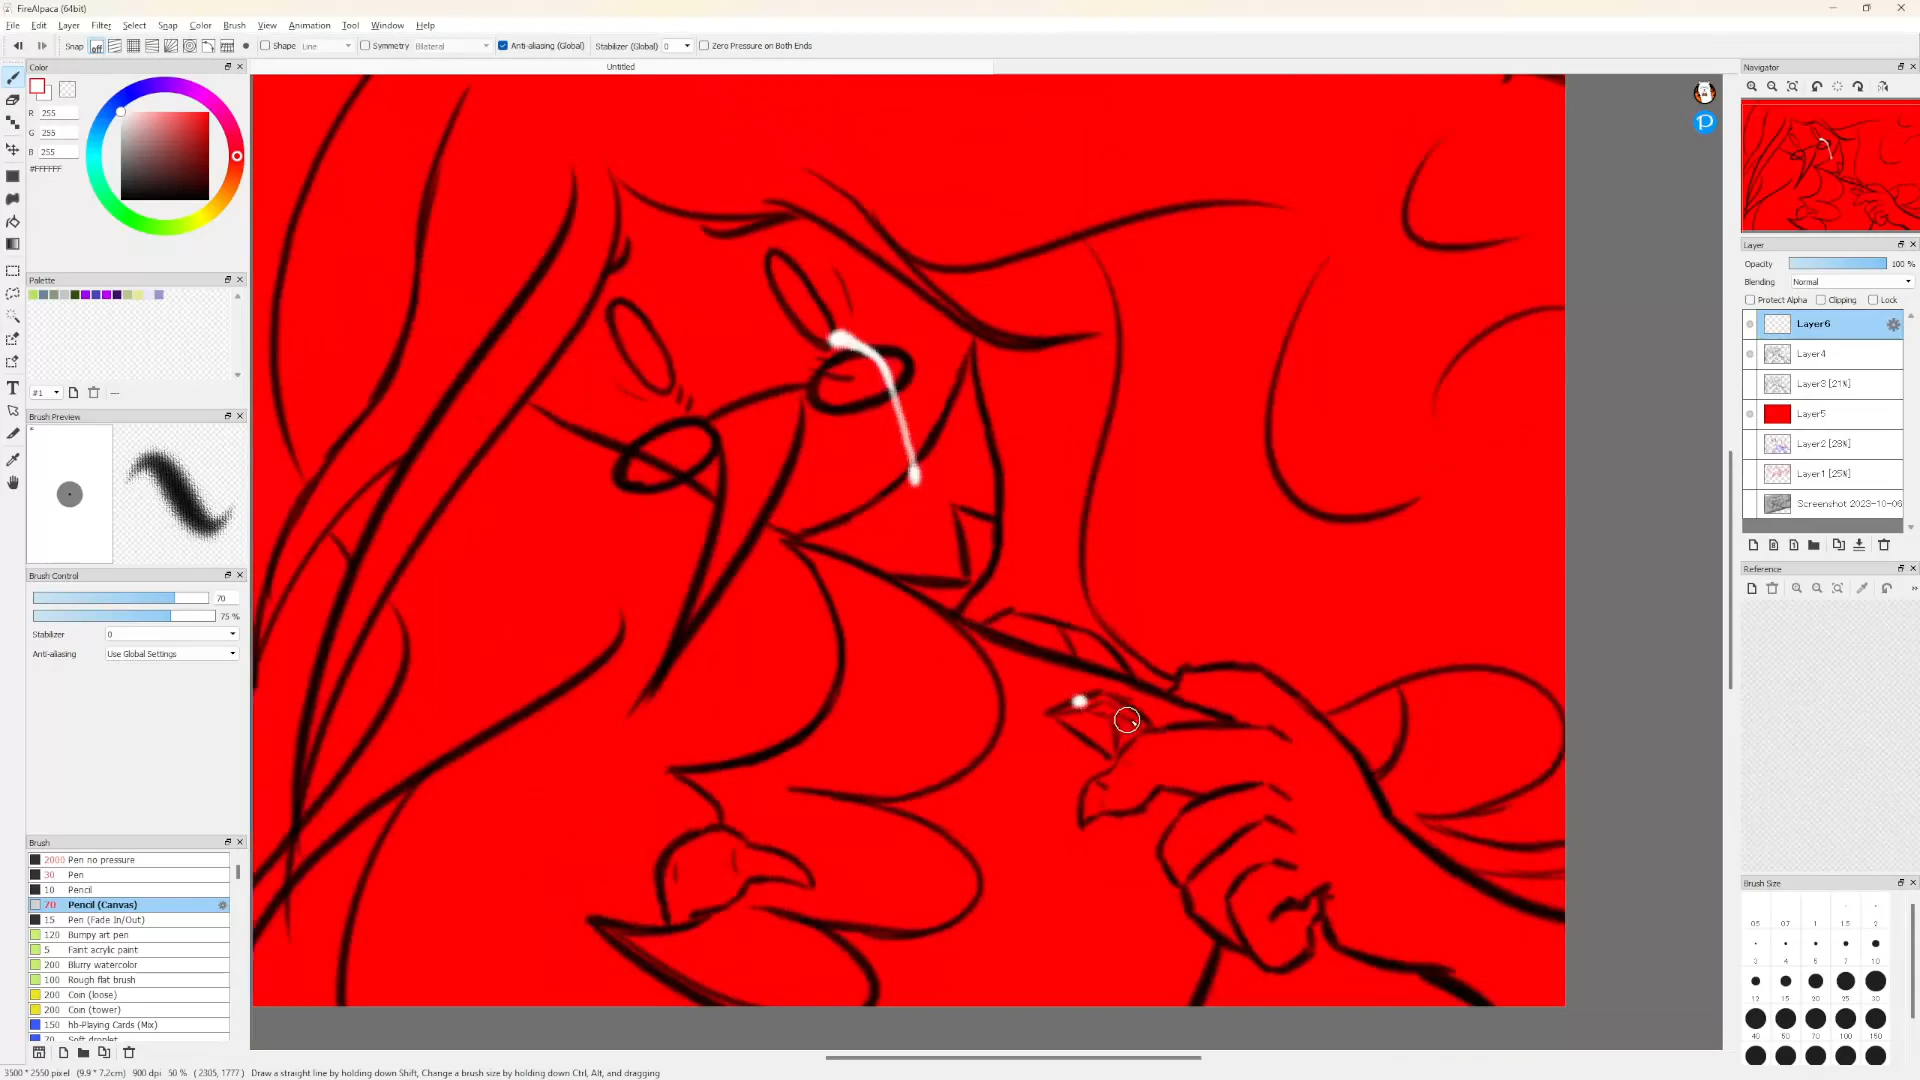 FireAlpaca (64bit)
File Edit Layer Filter Select Snap Color Brush View Animation Tool Window Help
Snap off Shape Line Symmetry Bilateral Anti-aliasing (Global) Stabilizer (Global) 0 Zero Pressure on Both Ends
Color
Untitled
Navigator
R 255
G 255
B 255
#FFFFFF
Layer
Opacity 100 %
Blending Normal
Protect Alpha Clipping Lock
Layer6
Layer4
Layer3 [21%]
Layer5
Layer2 [28%]
Layer1 [25%]
Screenshot 2023-10-06
Palette
#1 ---
Brush Preview
Reference
Brush Control
70
75 %
Stabilizer 0
Anti-aliasing Use Global Settings
Brush
2000 Pen no pressure
30 Pen
10 Pencil
70 Pencil (Canvas)
15 Pen (Fade In/Out)
120 Bumpy art pen
5 Faint acrylic paint
200 Blurry watercolor
100 Rough flat brush
200 Coin (loose)
200 Coin (tower)
150 hb-Playing Cards (Mix)
70 Soft droplet
Brush Size
05 07 1 1.5 2
3 4 5 7 10
12 15 20 25 30
40 50 70 100 150
3500 * 2550 pixel (9.9 * 7.2cm) 900 dpi 50 % ( 2305, 1777 ) Draw a straight line by holding down Shift, Change a brush size by holding down Ctrl, Alt, and dragging